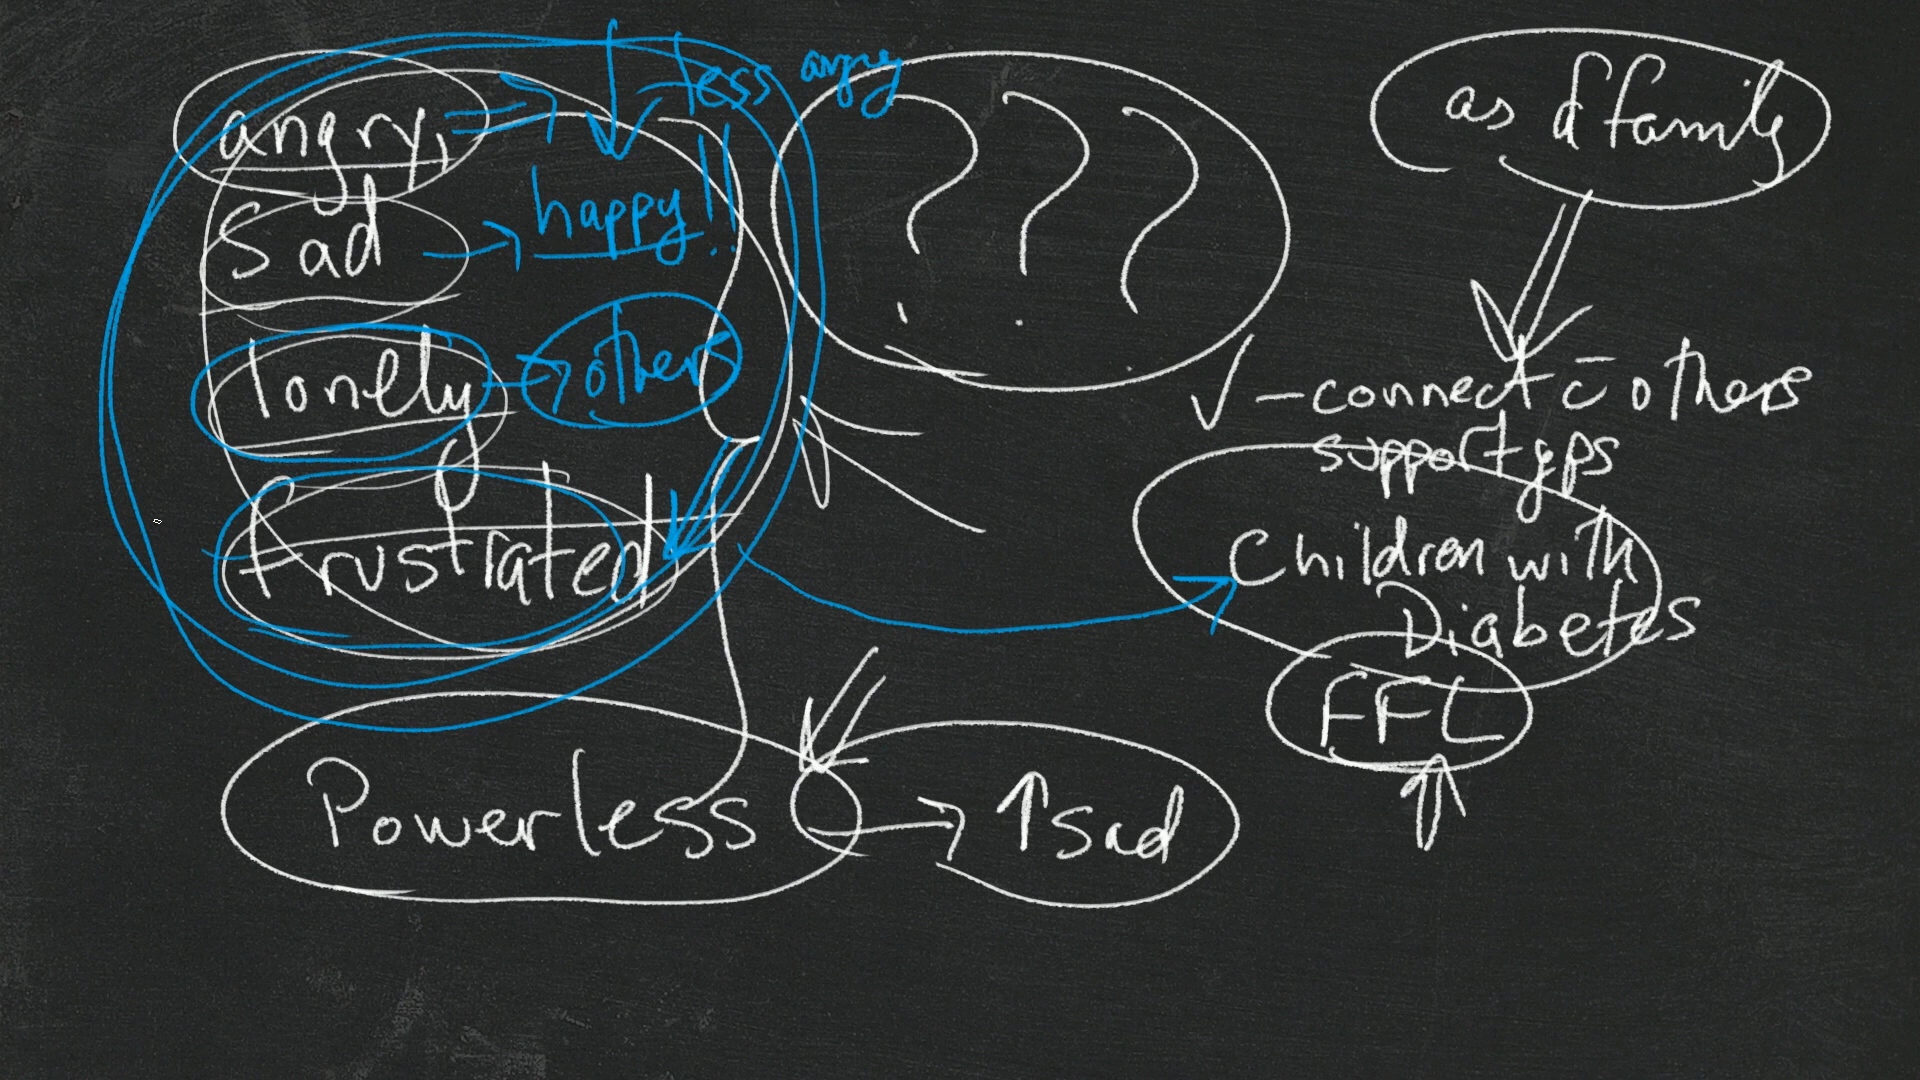 angry, → less angry
sad → happy!!
lonely → others
frustrated
???
Powerless → ↑sad
as a family
✓ - connect c̄ others
support gps
Children with
Diabetes
FFL